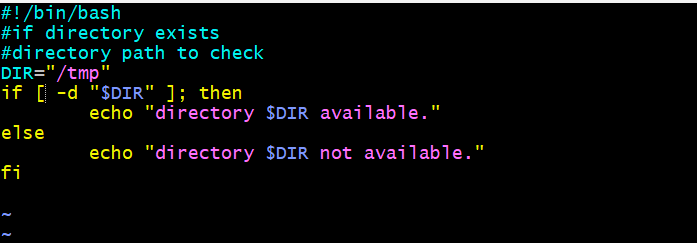 #!/bin/bash
#if directory exists
#directory path to check
DIR="/tmp"
if [ -d "$DIR" ]; then
        echo "directory $DIR available."
else
        echo "directory $DIR not available."
fi
~
~